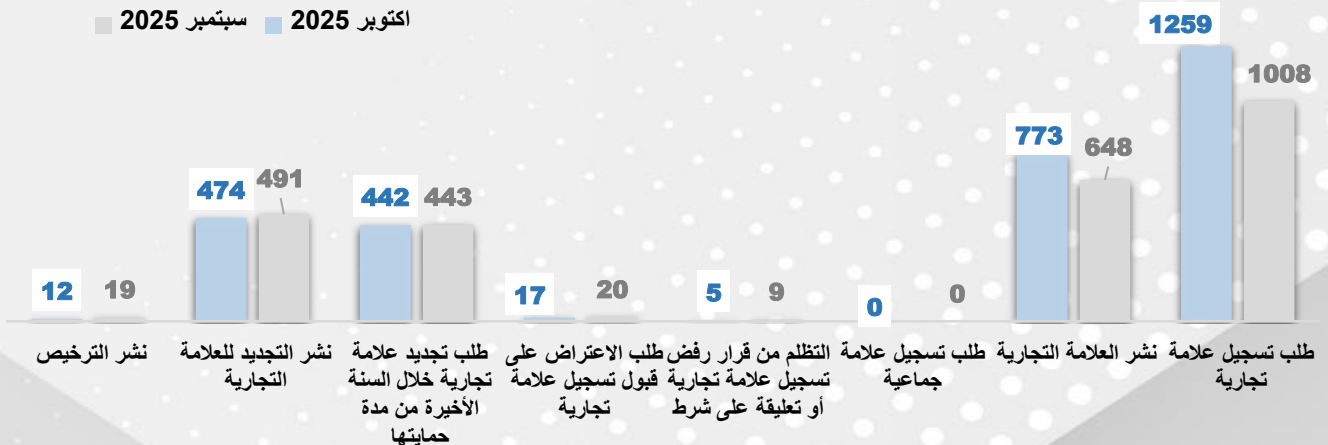 اكتوبر 2025
سبتمبر 2025
1259
1008
773
648
0
0
5
9
17
20
442
443
474
491
12
19
طلب تسجيل علامة
تجارية
نشر العلامة التجارية
طلب تسجيل علامة
جماعية
التظلم من قرار رفض
تسجيل علامة تجارية
أو تعليقة على شرط
طلب الاعتراض على
قبول تسجيل علامة
تجارية
طلب تجديد علامة
تجارية خلال السنة
الأخيرة من مدة
حمايتها
نشر التجديد للعلامة
التجارية
نشر الترخيص